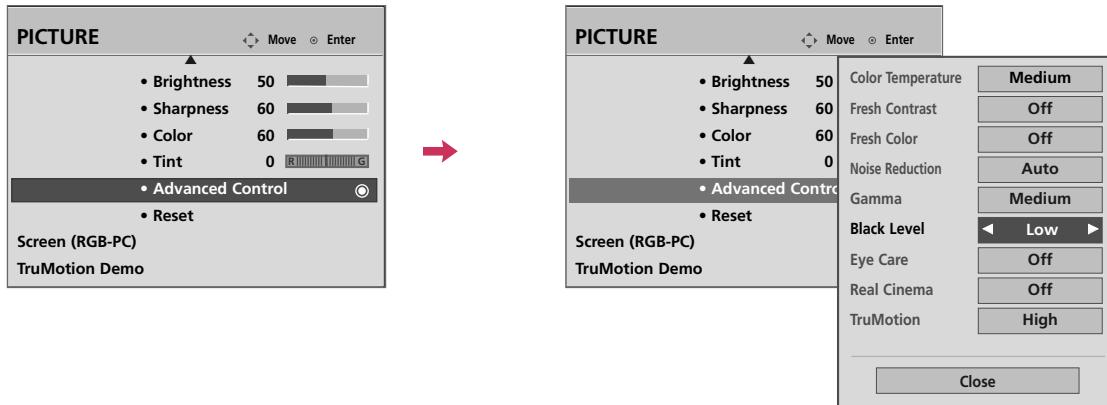 PICTURE
Move Enter
• Brightness 50
• Sharpness 60
• Color 60
• Tint 0 R G
• Advanced Control
• Reset
Screen (RGB-PC)
TruMotion Demo
PICTURE
Move Enter
• Brightness 50
• Sharpness 60
• Color 60
• Tint 0
• Advanced Contro
• Reset
Screen (RGB-PC)
TruMotion Demo
Color Temperature Medium
Fresh Contrast Off
Fresh Color Off
Noise Reduction Auto
Gamma Medium
Black Level Low
Eye Care Off
Real Cinema Off
TruMotion High
Close